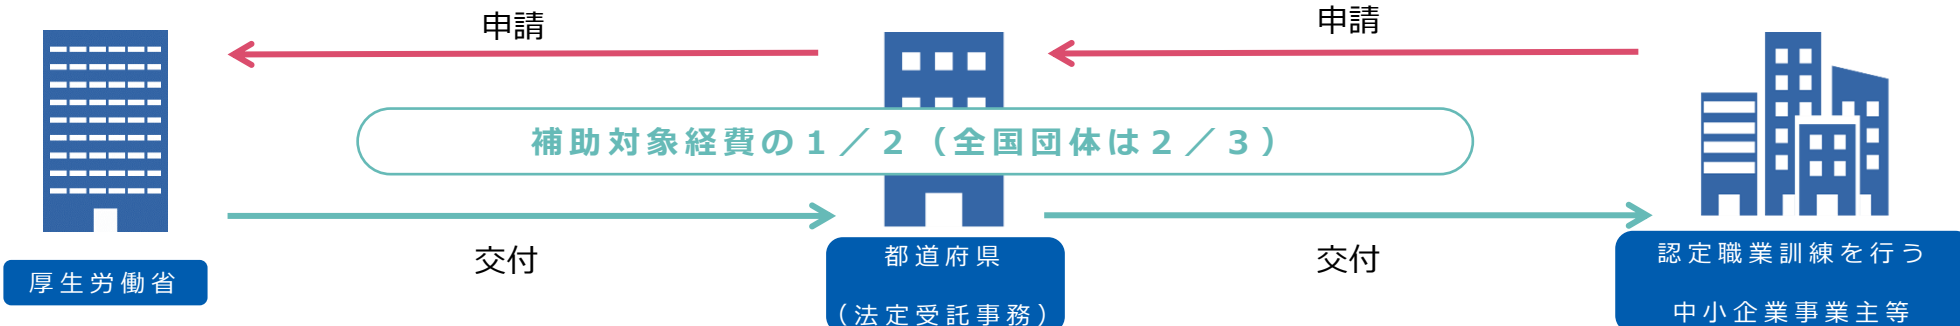 申請
申請
補助対象経費の１／２（全国団体は２／３）
交付
交付
厚生労働省
都道府県
（法定受託事務）
認定職業訓練を行う
中小企業事業主等